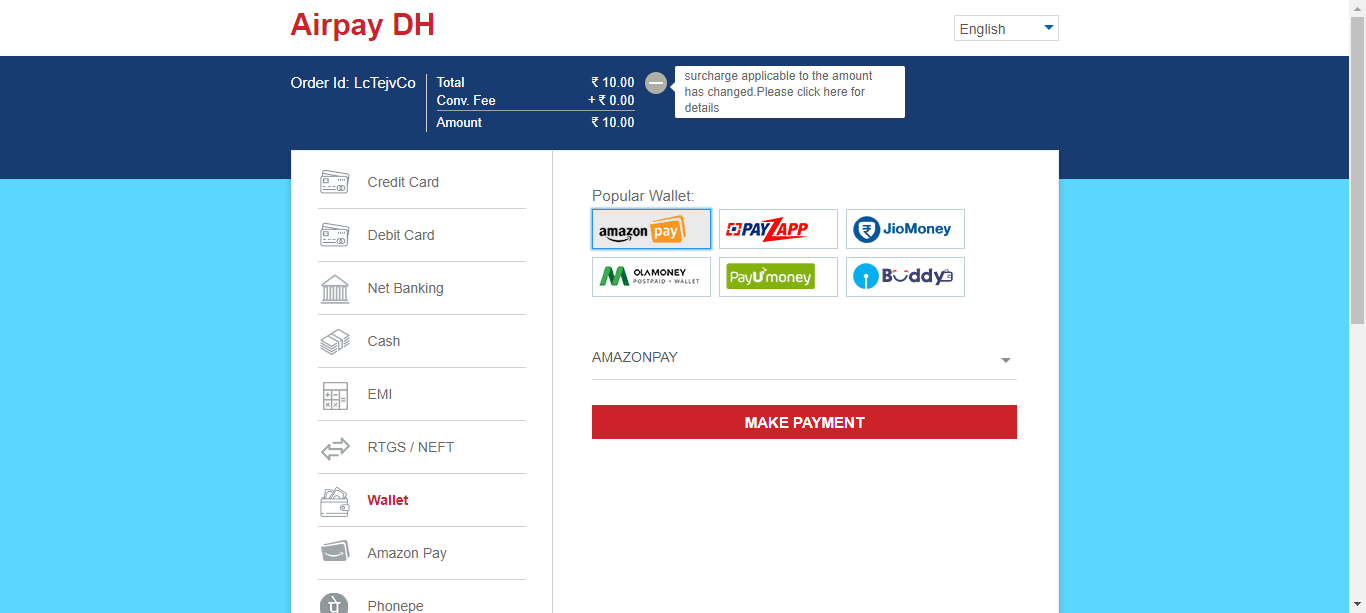 Airpay DH
English
Order Id: LcTejvCo
Total ₹ 10.00
Conv. Fee + ₹ 0.00
Amount ₹ 10.00
surcharge applicable to the amount
has changed.Please click here for
details
Credit Card
Debit Card
Net Banking
Cash
EMI
RTGS / NEFT
Wallet
Amazon Pay
Phonepe
Popular Wallet:
amazon pay
PAYZAPP
JioMoney
OLAMONEY
POSTPAID + WALLET
PayUmoney
Buddy
AMAZONPAY
MAKE PAYMENT